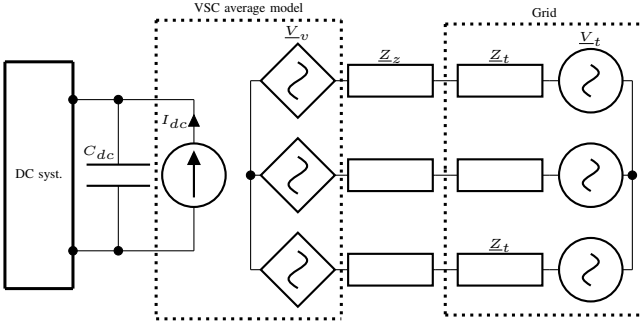 VSC average model
Grid
V_v
V_t
Z_z
Z_t
I_dc
C_dc
DC syst.
Z_t